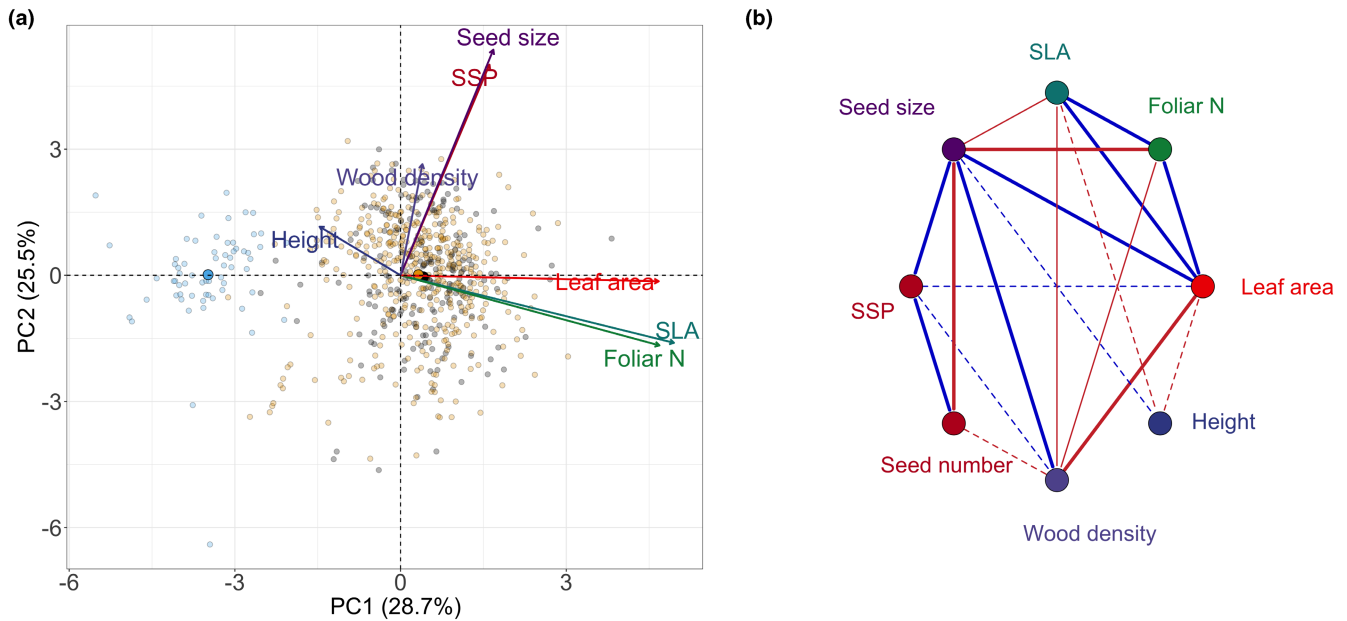 (a)
Seed size
SSP
Wood density
Height
Leaf area
SLA
Foliar N
3
0
-3
-6
PC2 (25.5%)
-6
-3
0
3
PC1 (28.7%)
(b)
SLA
Seed size
Foliar N
SSP
Leaf area
Height
Seed number
Wood density